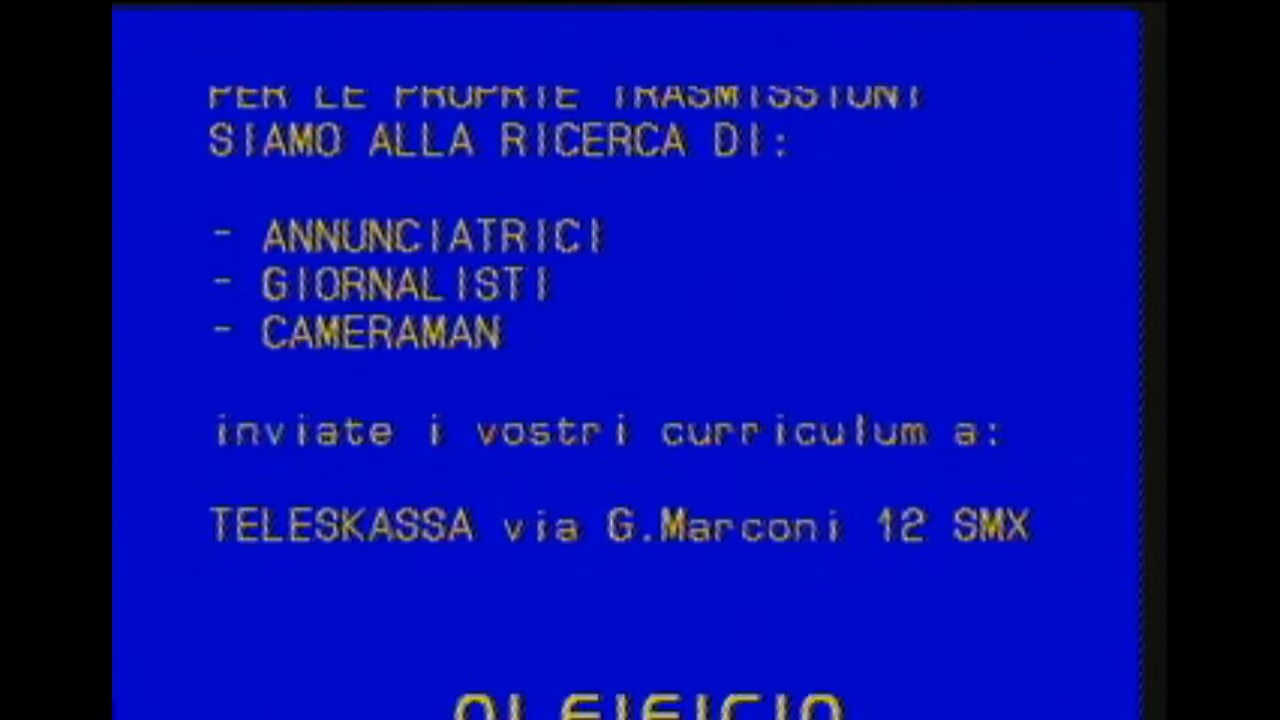 PER LE PROPRIE TRASMISSIONI
SIAMO ALLA RICERCA DI:
- ANNUNCIATRICI
- GIORNALISTI
- CAMERAMAN
inviate i vostri curriculum a:
TELESKASSA via G.Marconi 12 SMX
OLEIFICIO